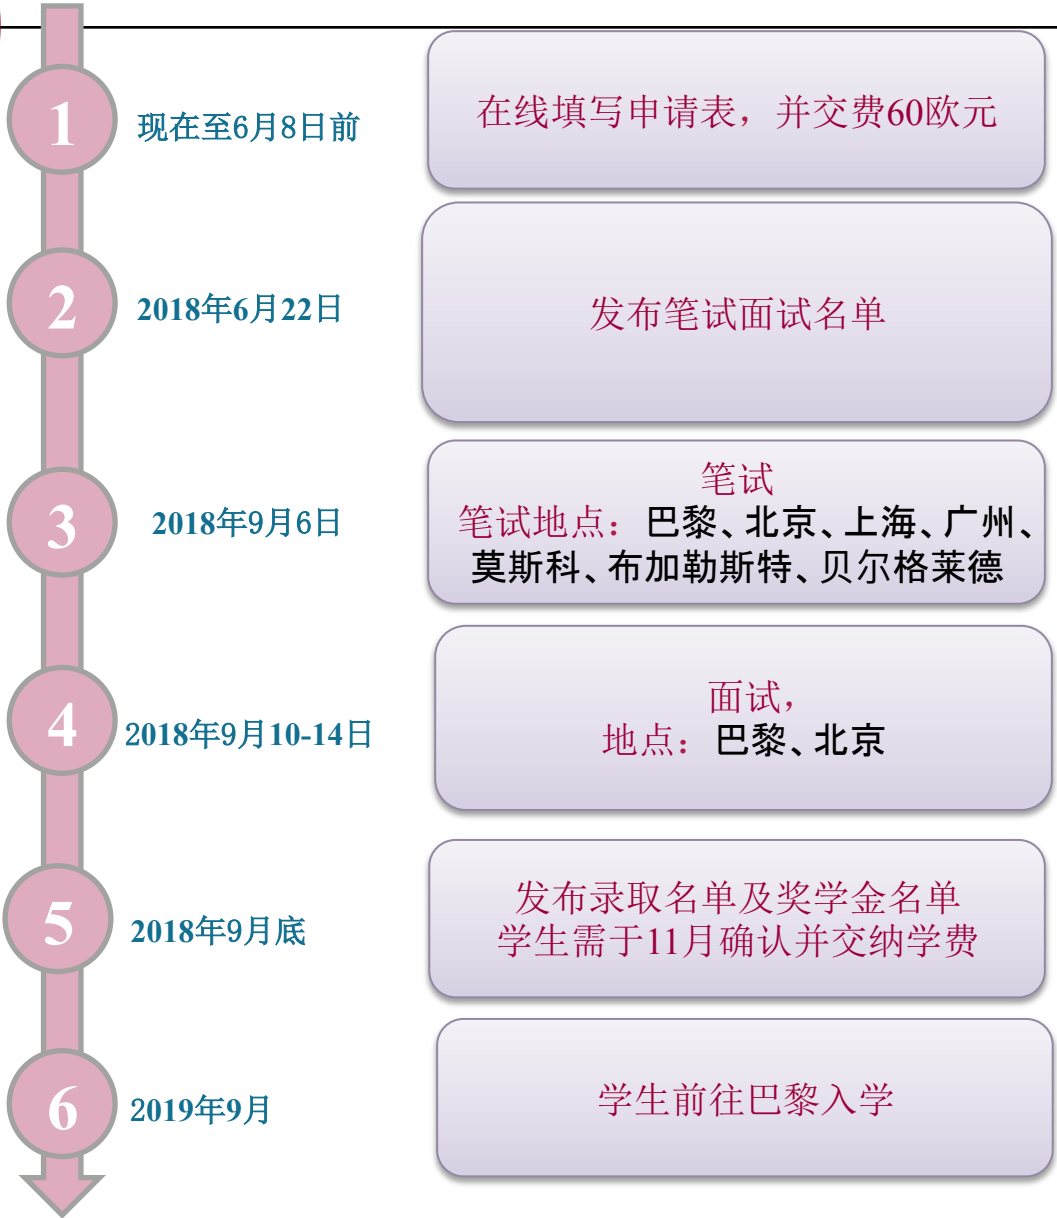 1
现在至6月8日前
在线填写申请表，并交费60欧元
2
2018年6月22日
发布笔试面试名单
3
2018年9月6日
笔试
笔试地点：巴黎、北京、上海、广州、
莫斯科、布加勒斯特、贝尔格莱德
4
2018年9月10-14日
面试，
地点：巴黎、北京
5
2018年9月底
发布录取名单及奖学金名单
学生需于11月确认并交纳学费
6
2019年9月
学生前往巴黎入学